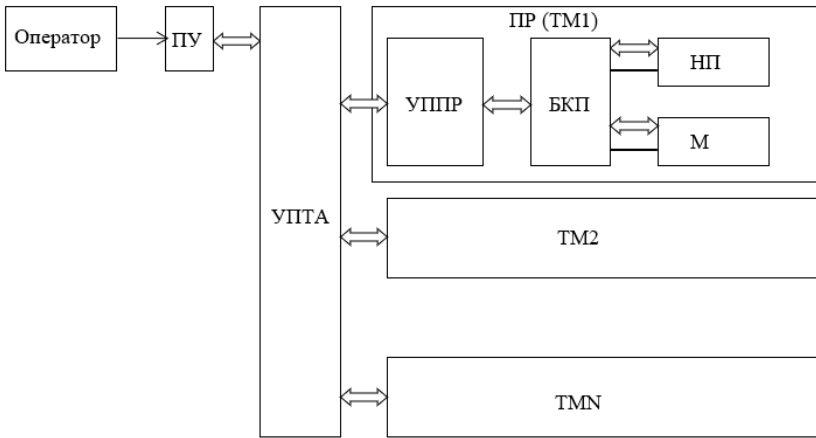 Оператор
ПУ
УПТА
ПР (ТМ1)
УППР
БКП
НП
М
ТМ2
ТМN